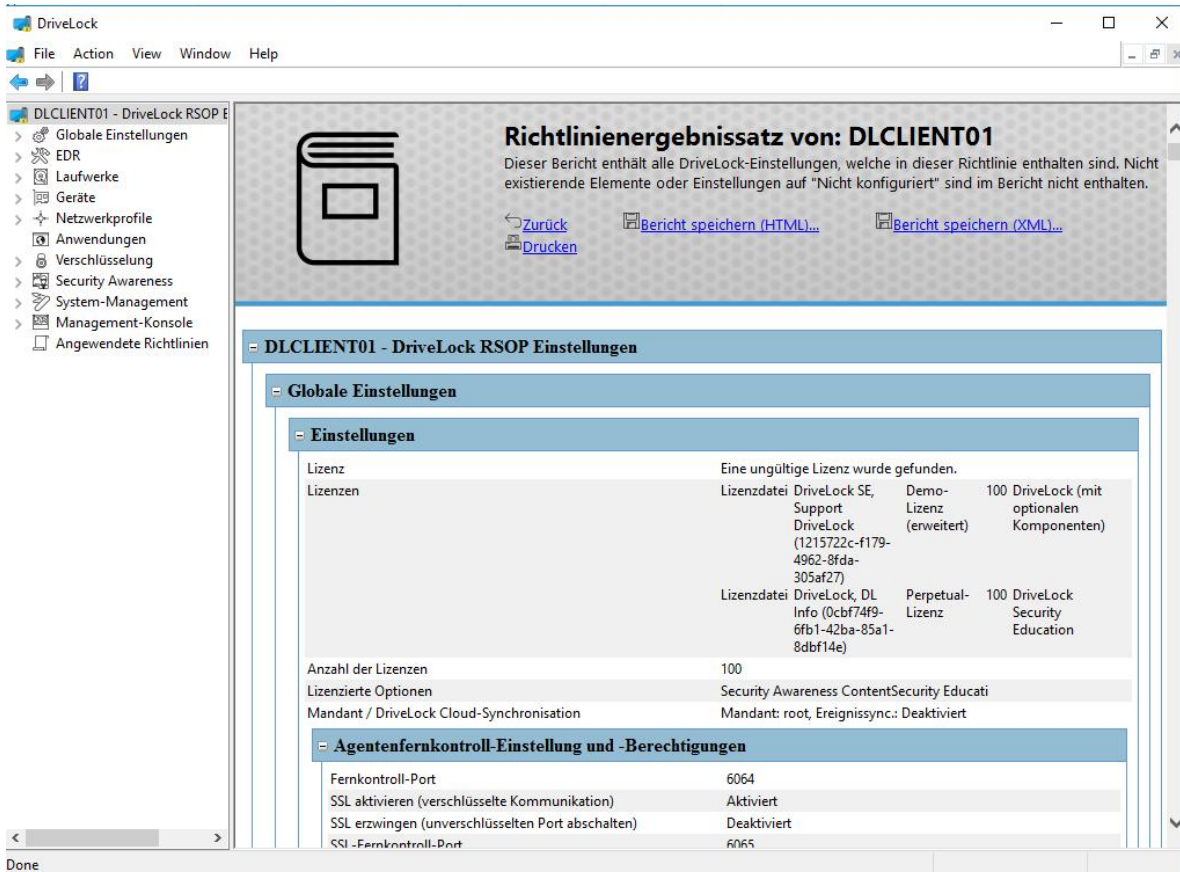 DriveLock
File Action View Window Help
DLCLIENT01 - DriveLock RSOP E
Globale Einstellungen
EDR
Laufwerke
Geräte
Netzwerkprofile
Anwendungen
Verschlüsselung
Security Awareness
System-Management
Management-Konsole
Angewendete Richtlinien
Richtlinienergebnissatz von: DLCLIENT01
Dieser Bericht enthält alle DriveLock-Einstellungen, welche in dieser Richtlinie enthalten sind. Nicht
existierende Elemente oder Einstellungen auf "Nicht konfiguriert" sind im Bericht nicht enthalten.
Zurück Bericht speichern (HTML)... Bericht speichern (XML)...
Drucken
DLCLIENT01 - DriveLock RSOP Einstellungen
Globale Einstellungen
Einstellungen
Lizenz Eine ungültige Lizenz wurde gefunden.
Lizenzen Lizenzdatei DriveLock SE, Demo- 100 DriveLock (mit
Support Lizenz optionalen
DriveLock (erweitert) Komponenten)
(1215722c-f179-
4962-8fda-
305af27)
Lizenzdatei DriveLock, DL Perpetual- 100 DriveLock
Info (0cbf74f9- Lizenz Security
6fb1-42ba-85a1- Education
8dbf14e)
Anzahl der Lizenzen 100
Lizenzierte Optionen Security Awareness ContentSecurity Educati
Mandant / DriveLock Cloud-Synchronisation Mandant: root, Ereignissync.: Deaktiviert
Agentenfernkontroll-Einstellung und -Berechtigungen
Fernkontroll-Port 6064
SSL aktivieren (verschlüsselte Kommunikation) Aktiviert
SSL erzwingen (unverschlüsselten Port abschalten) Deaktiviert
SSL-Fernkontroll-Port 6065
Done